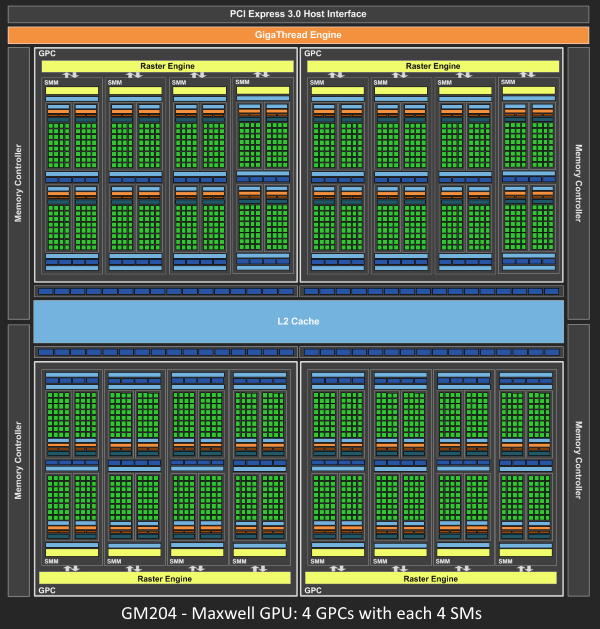 PCI Express 3.0 Host Interface
GigaThread Engine
GPC
GPC
Raster Engine
Raster Engine
SMM
SMM
SMM
SMM
SMM
SMM
SMM
SMM
Memory Controller
Memory Controller
L2 Cache
Memory Controller
Memory Controller
SMM
SMM
SMM
SMM
SMM
SMM
SMM
SMM
Raster Engine
Raster Engine
GPC
GPC
GM204 - Maxwell GPU: 4 GPCs with each 4 SMs